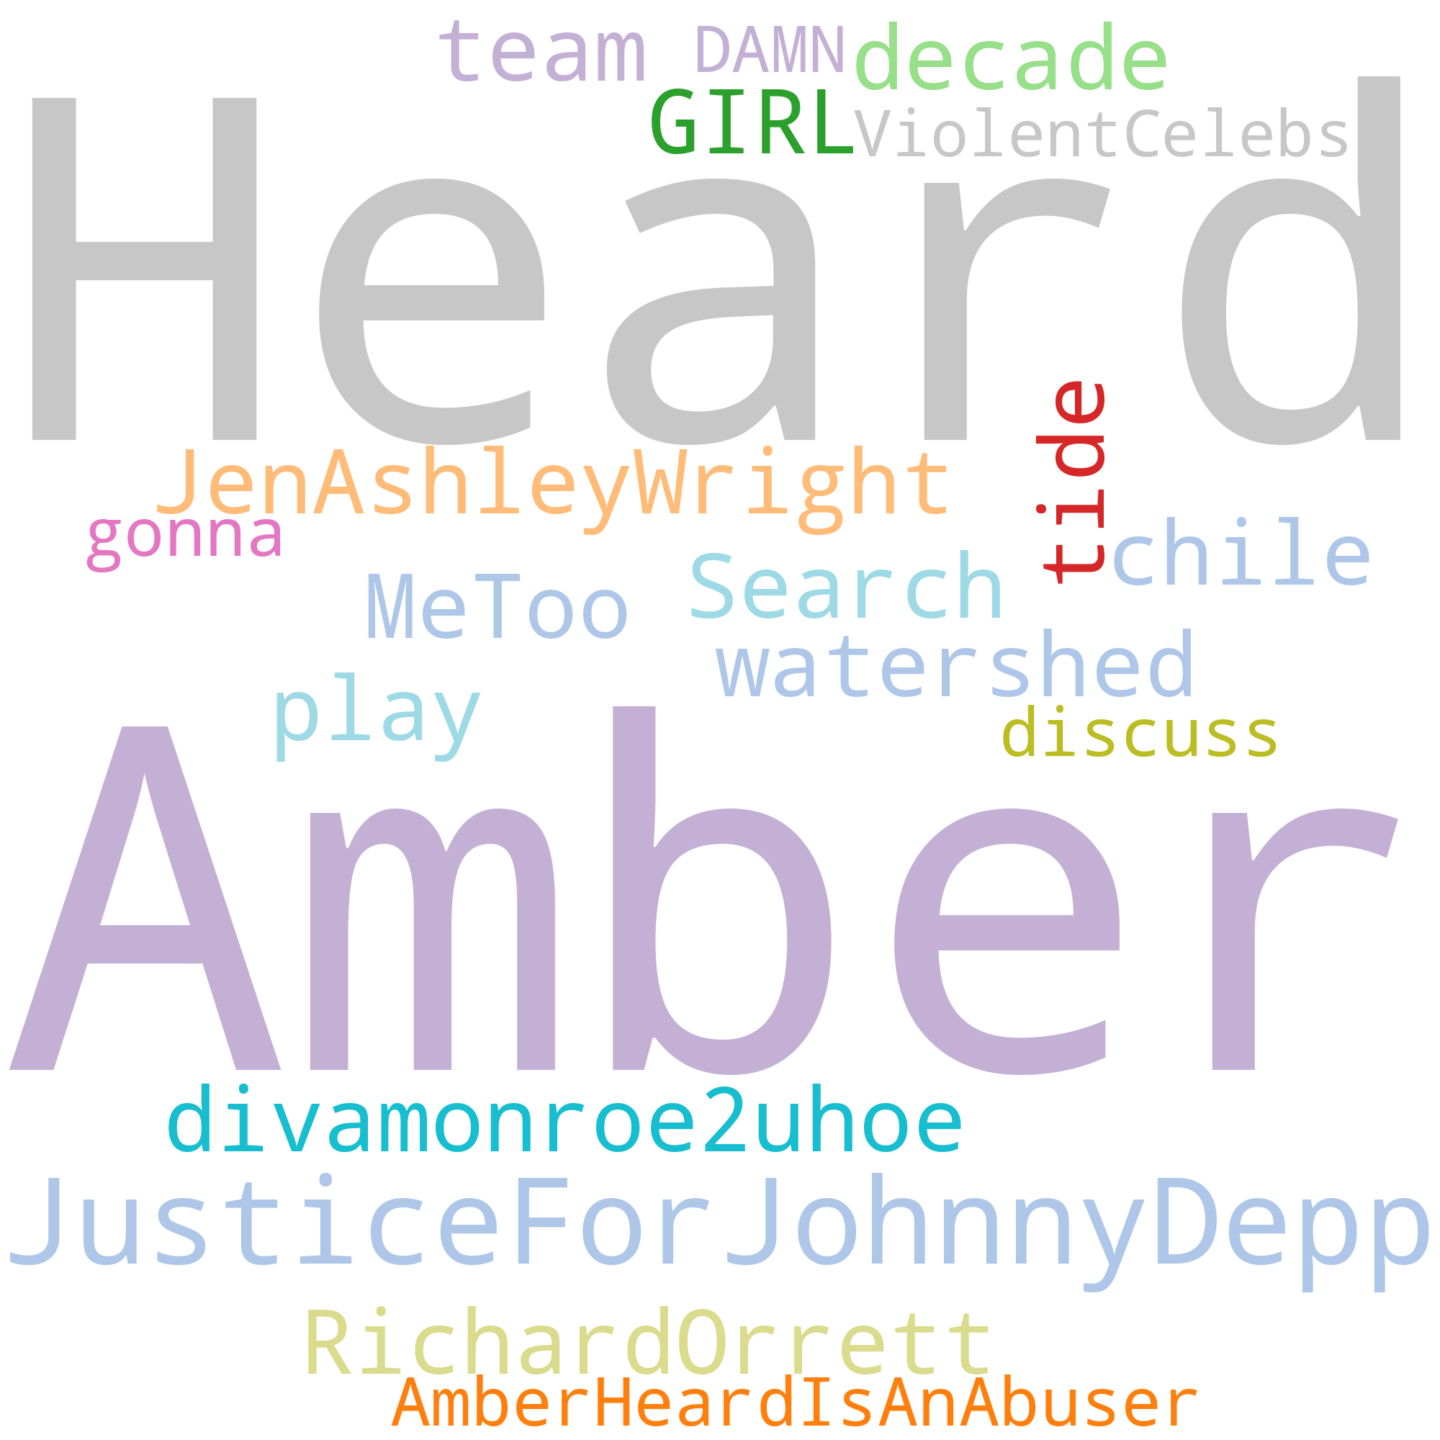 team DAMN decade
GIRL ViolentCelebs
Heard
tide
JenAshleyWright
gonna chile
MeToo Search
watershed
play discuss
Amber
divamonroe2uhoe
JusticeForJohnnyDepp
RichardOrrett
AmberHeardIsAnAbuser